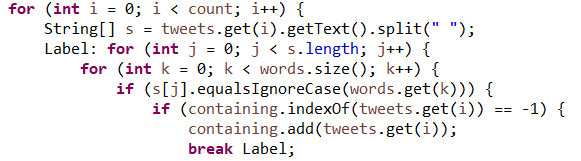 for (int i = 0; i < count; i++) {
    String[] s = tweets.get(i).getText().split(" ");
    Label: for (int j = 0; j < s.length; j++) {
        for (int k = 0; k < words.size(); k++) {
            if (s[j].equalsIgnoreCase(words.get(k))) {
                if (containing.indexOf(tweets.get(i)) == -1) {
                    containing.add(tweets.get(i));
                    break Label;